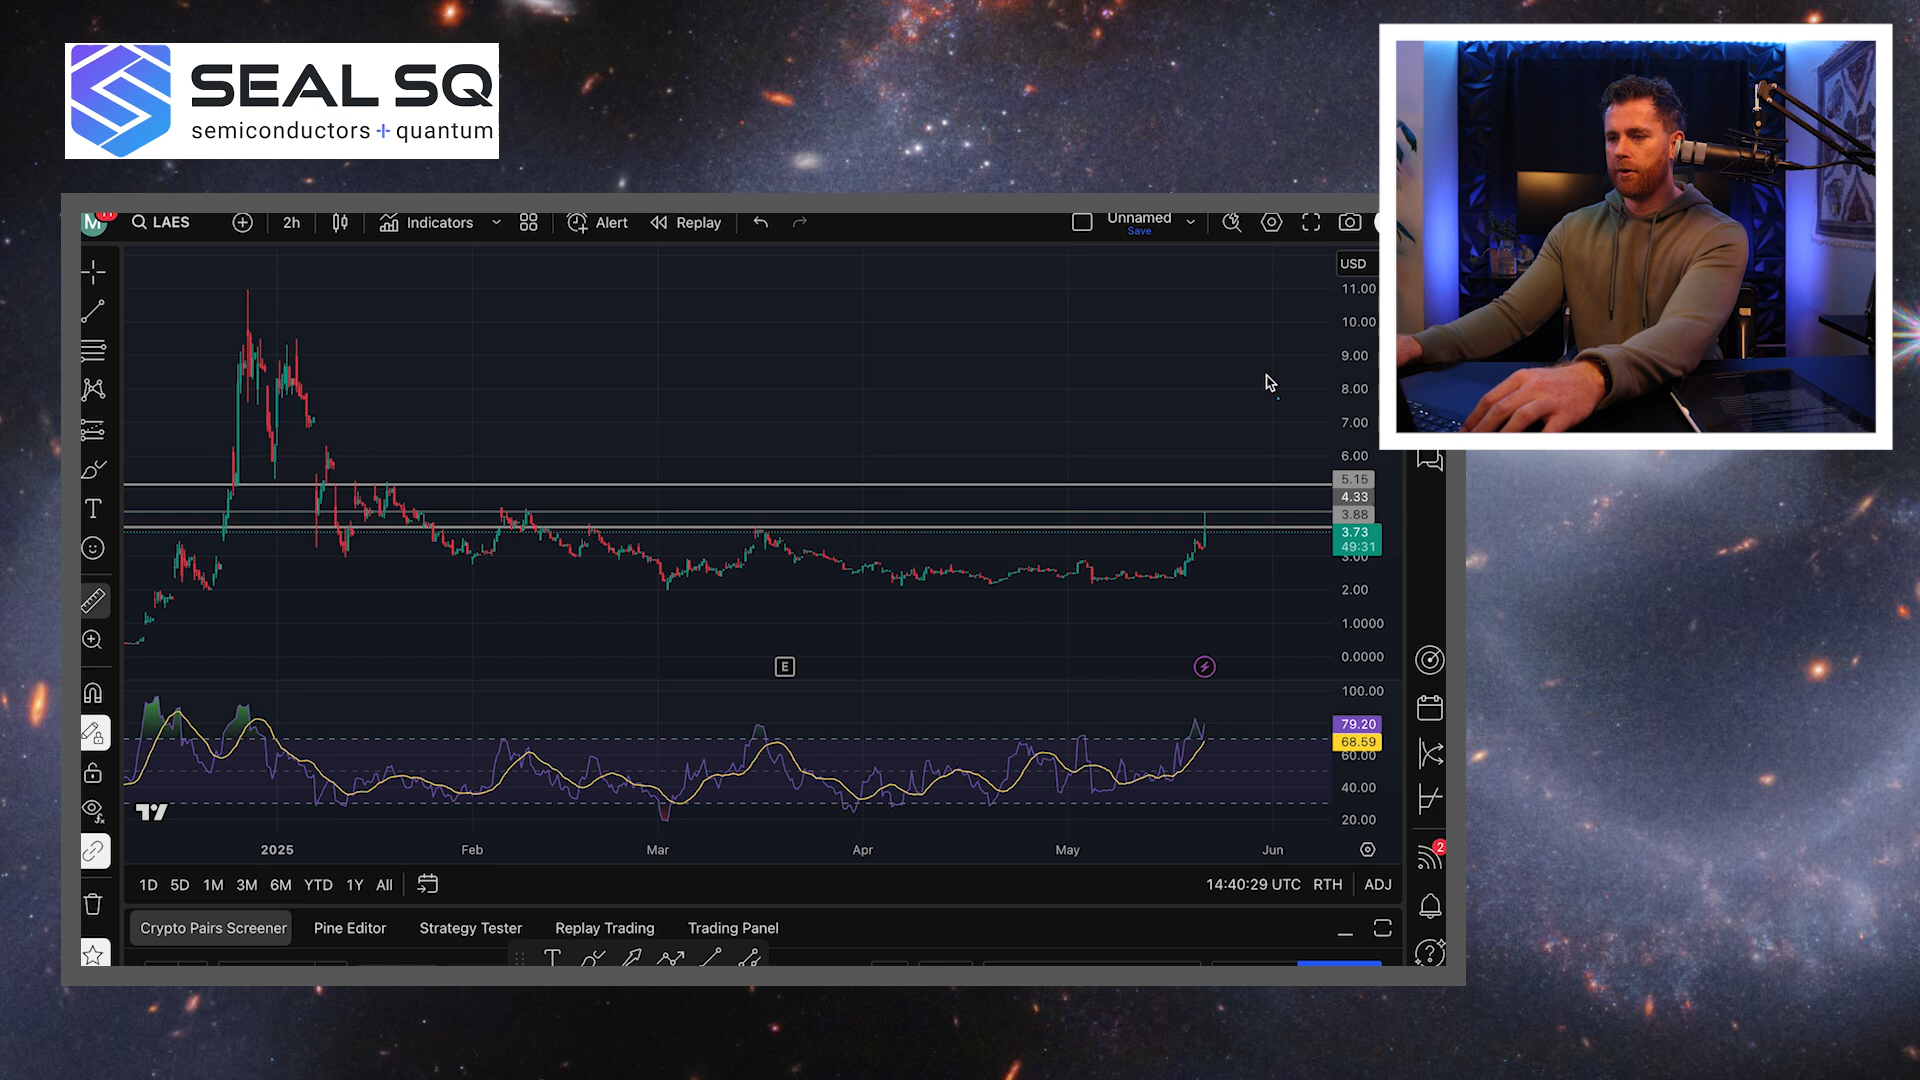 SEAL SQ
semiconductors + quantum
M 11
LAES
2h
Indicators
Alert
Replay
Unnamed
Save
USD
11.00
10.00
9.00
8.00
7.00
6.00
5.15
4.33
3.88
3.73
49:31
3.00
2.00
1.0000
0.0000
E
100.00
79.20
68.59
60.00
40.00
20.00
2025 Feb Mar Apr May Jun
1D 5D 1M 3M 6M YTD 1Y All
14:40:29 UTC RTH ADJ
2
Crypto Pairs Screener Pine Editor Strategy Tester Replay Trading Trading Panel